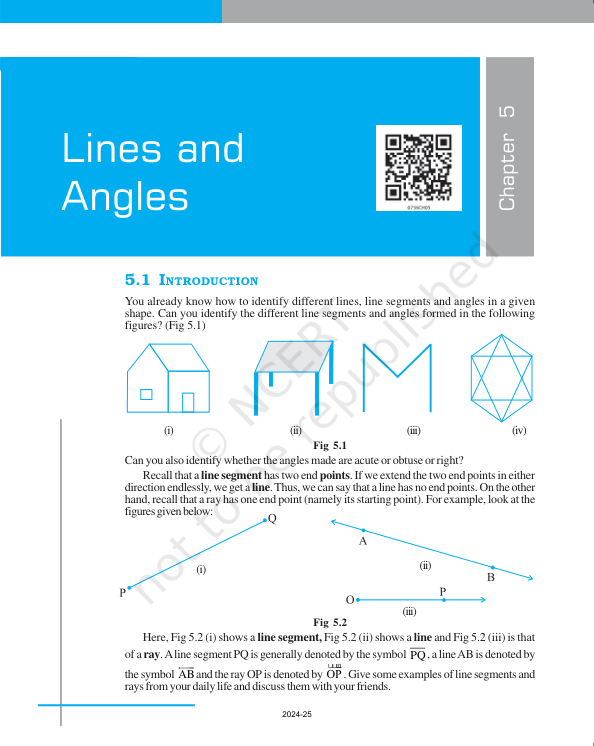 Lines and
Angles
Chapter 5
0756CH05
5.1 INTRODUCTION
You already know how to identify different lines, line segments and angles in a given
shape. Can you identify the different line segments and angles formed in the following
figures? (Fig 5.1)
(i) (ii) (iii) (iv)
Fig 5.1
Can you also identify whether the angles made are acute or obtuse or right?
Recall that a line segment has two end points. If we extend the two end points in either
direction endlessly, we get a line. Thus, we can say that a line has no end points. On the other
hand, recall that a ray has one end point (namely its starting point). For example, look at the
figures given below:
Q
P
(i)
A
B
(ii)
O
P
(iii)
Fig 5.2
Here, Fig 5.2 (i) shows a line segment, Fig 5.2 (ii) shows a line and Fig 5.2 (iii) is that
of a ray. A line segment PQ is generally denoted by the symbol PQ, a line AB is denoted by
the symbol AB and the ray OP is denoted by OP. Give some examples of line segments and
rays from your daily life and discuss them with your friends.
2024-25
© NCERT
not to be republished